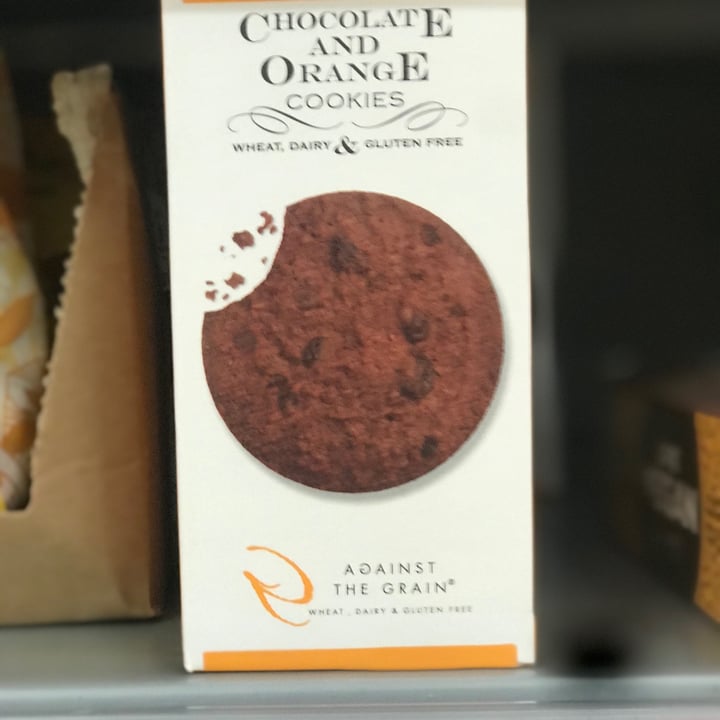 CHOCOLATE
AND
ORANGE
COOKIES
WHEAT, DAIRY & GLUTEN FREE
AGAINST
THE GRAIN®
WHEAT, DAIRY & GLUTEN FREE